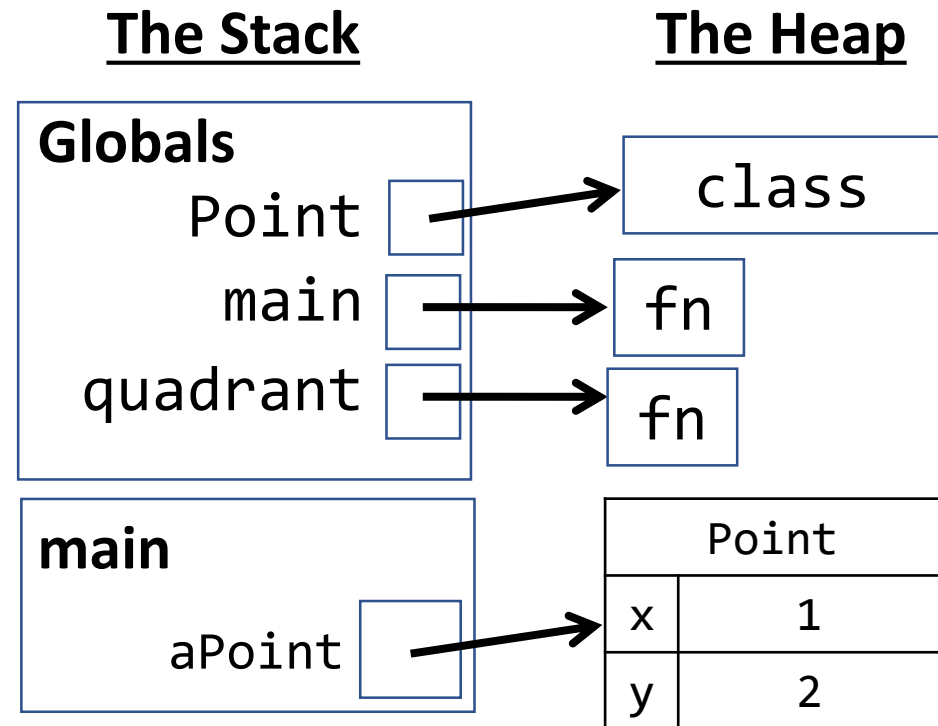 The Stack
The Heap
Globals
Point
class
main
fn
quadrant
fn
main
Point
x 1
aPoint
y 2